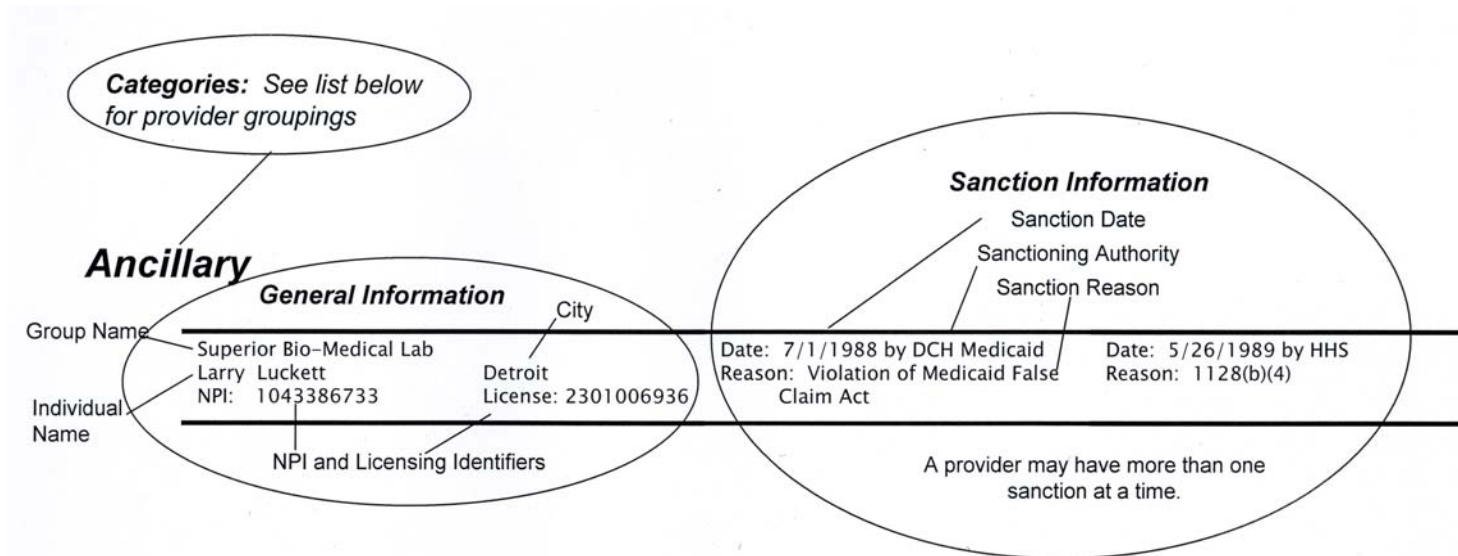 Categories: See list below
for provider groupings
Sanction Information
Sanction Date
Sanctioning Authority
Sanction Reason
Ancillary
General Information
City
Group Name
Superior Bio-Medical Lab
Larry Luckett
Detroit
NPI: 1043386733
License: 2301006936
Individual
Name
NPI and Licensing Identifiers
Date: 7/1/1988 by DCH Medicaid
Reason: Violation of Medicaid False
Claim Act
Date: 5/26/1989 by HHS
Reason: 1128(b)(4)
A provider may have more than one
sanction at a time.